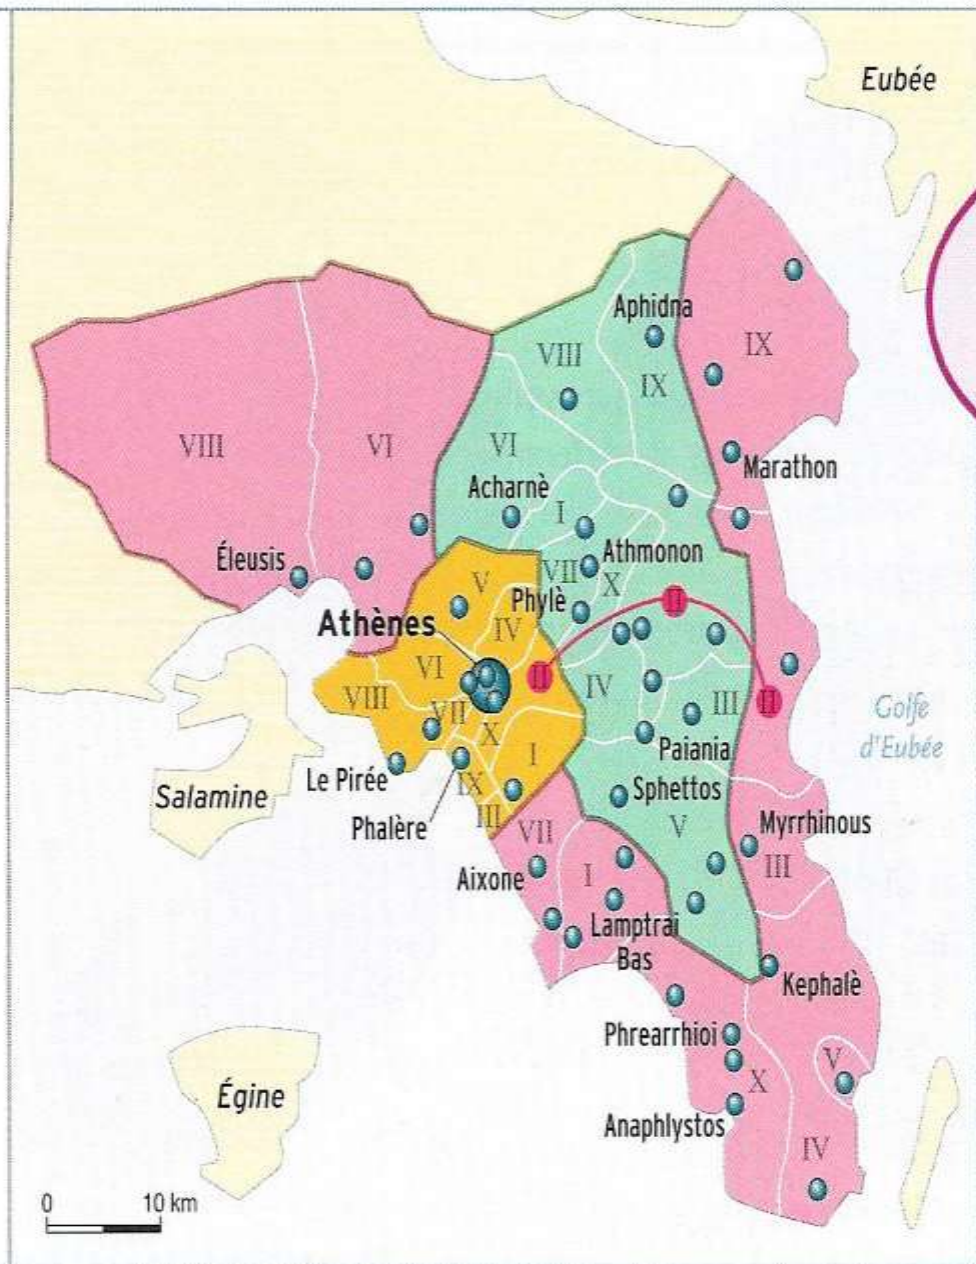 Eubée
Aphidna
VIII
IX
IX
VIII
VI
VI
Marathon
Acharnè
I
Éleusis
Athmonon
VII
X
V
Phylè
II
Athènes
IV
VI
II
IV
VIII
VII
III
II
Golfe
d'Eubée
X
Paiania
I
Le Pirée
Salamine
IX
Sphettos
Phalère
III
Myrrhinous
VII
V
III
Aixone
I
Lamptrai
Bas
Kephalè
Phrearrhioi
V
X
Égine
Anaphlystos
IV
0 10 km